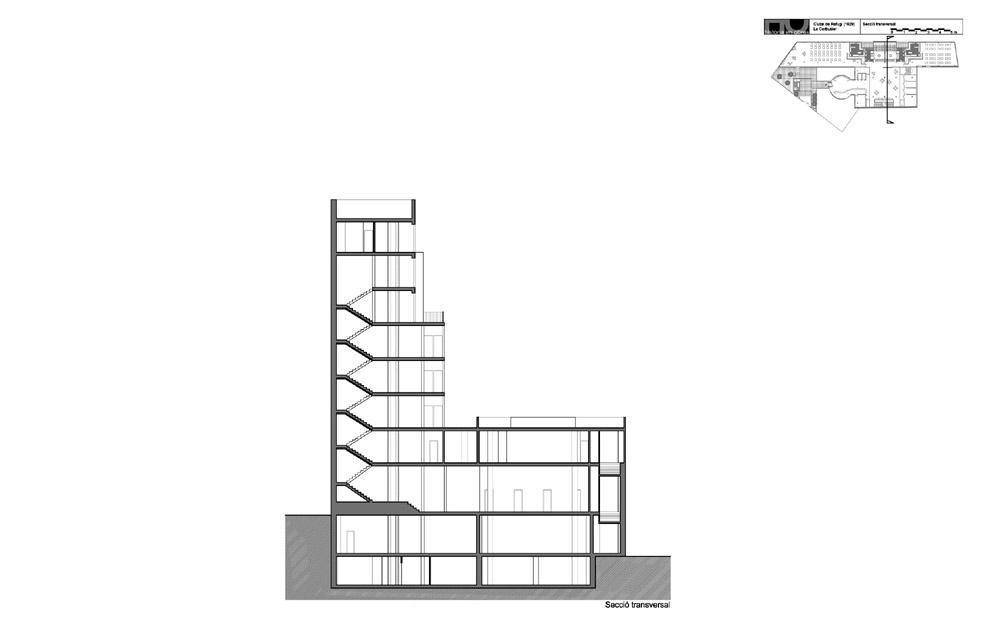 Ciutat de Refugi (1929) Secció transversal
Le Corbusier
Secció transversal